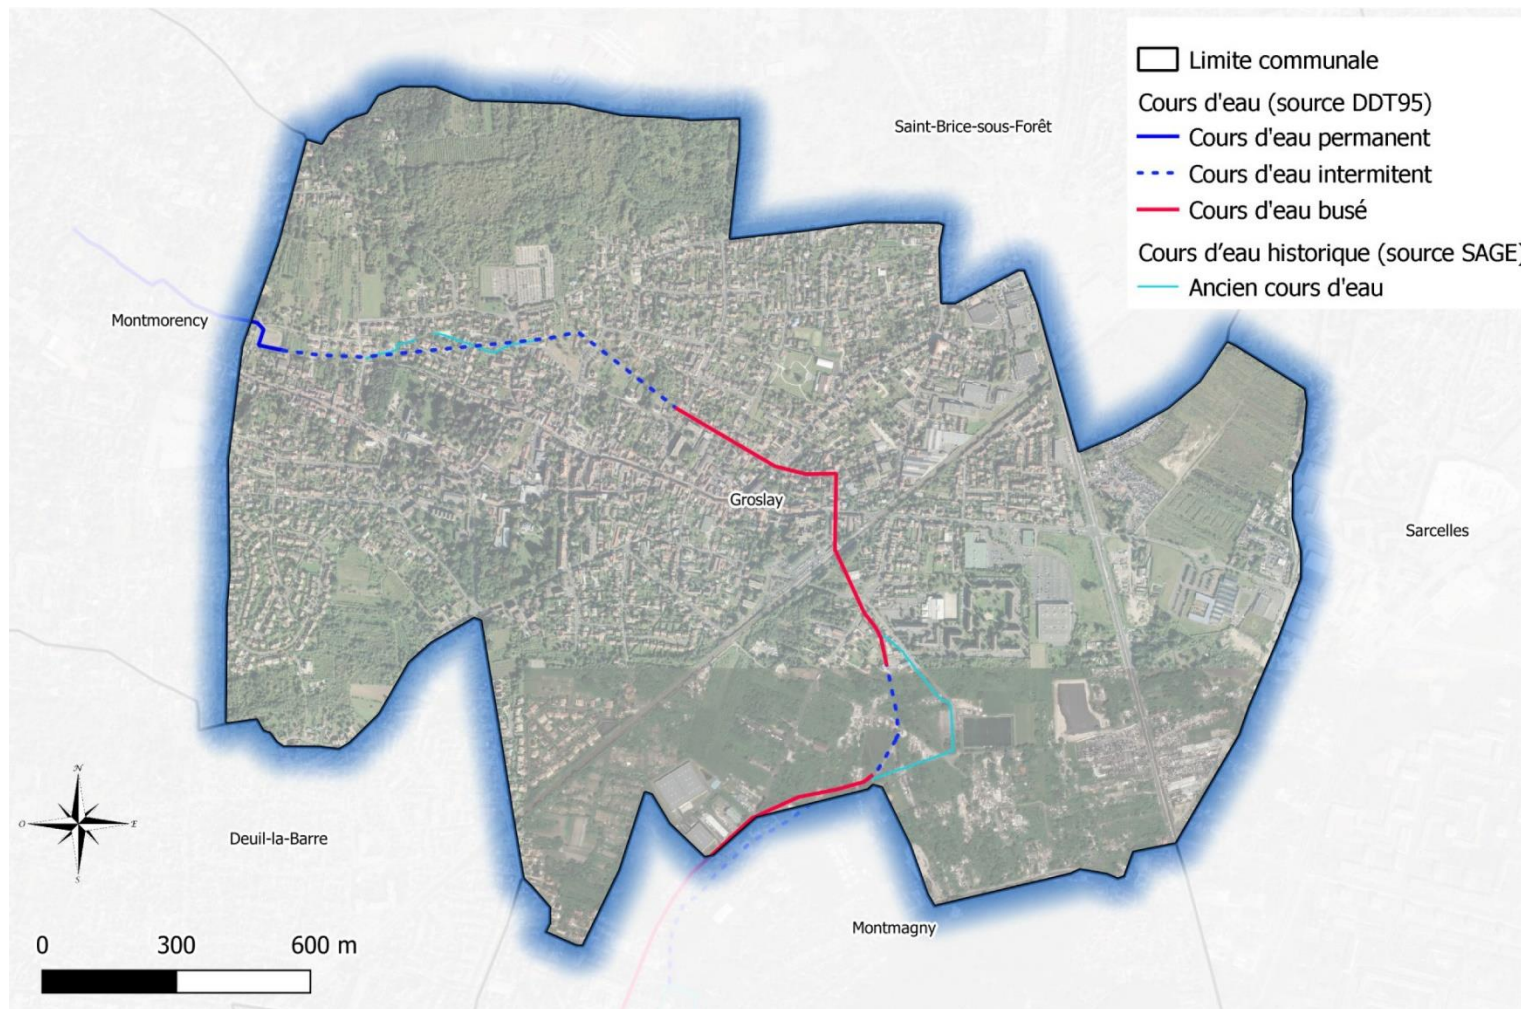 Limite communale
Cours d'eau (source DDT95)
Cours d'eau permanent
Cours d'eau intermitent
Cours d'eau busé
Cours d’eau historique (source SAGE)
Ancien cours d'eau
Saint-Brice-sous-Forêt
Montmorency
Groslay
Sarcelles
Deuil-la-Barre
Montmagny
N
O E
S
0 300 600 m